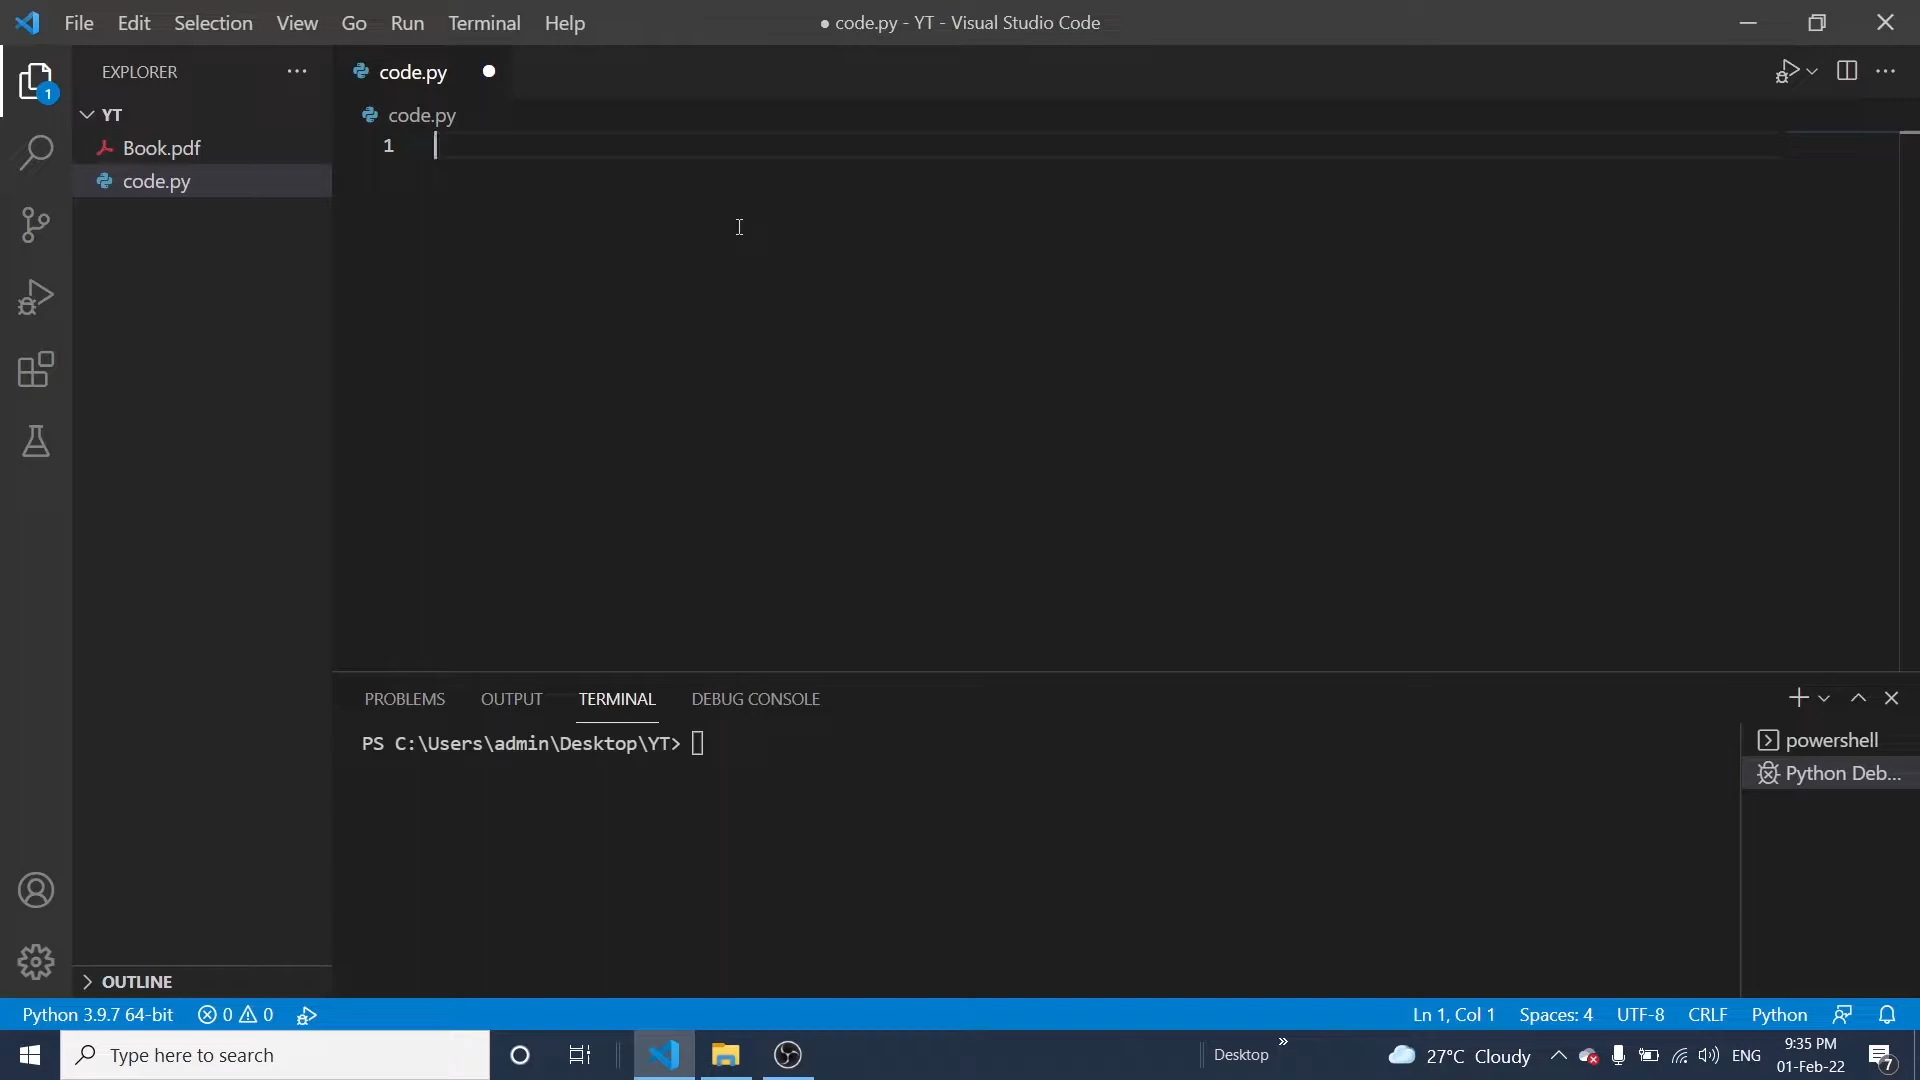 File Edit Selection View Go Run Terminal Help
● code.py - YT - Visual Studio Code
EXPLORER
1
YT
Book.pdf
code.py
OUTLINE
code.py
code.py
1
PROBLEMS OUTPUT TERMINAL DEBUG CONSOLE
PS C:\Users\admin\Desktop\YT>
powershell
Python Deb...
Python 3.9.7 64-bit 0 0
Ln 1, Col 1 Spaces: 4 UTF-8 CRLF Python
Type here to search
Desktop
27°C Cloudy
ENG
9:35 PM
01-Feb-22
7